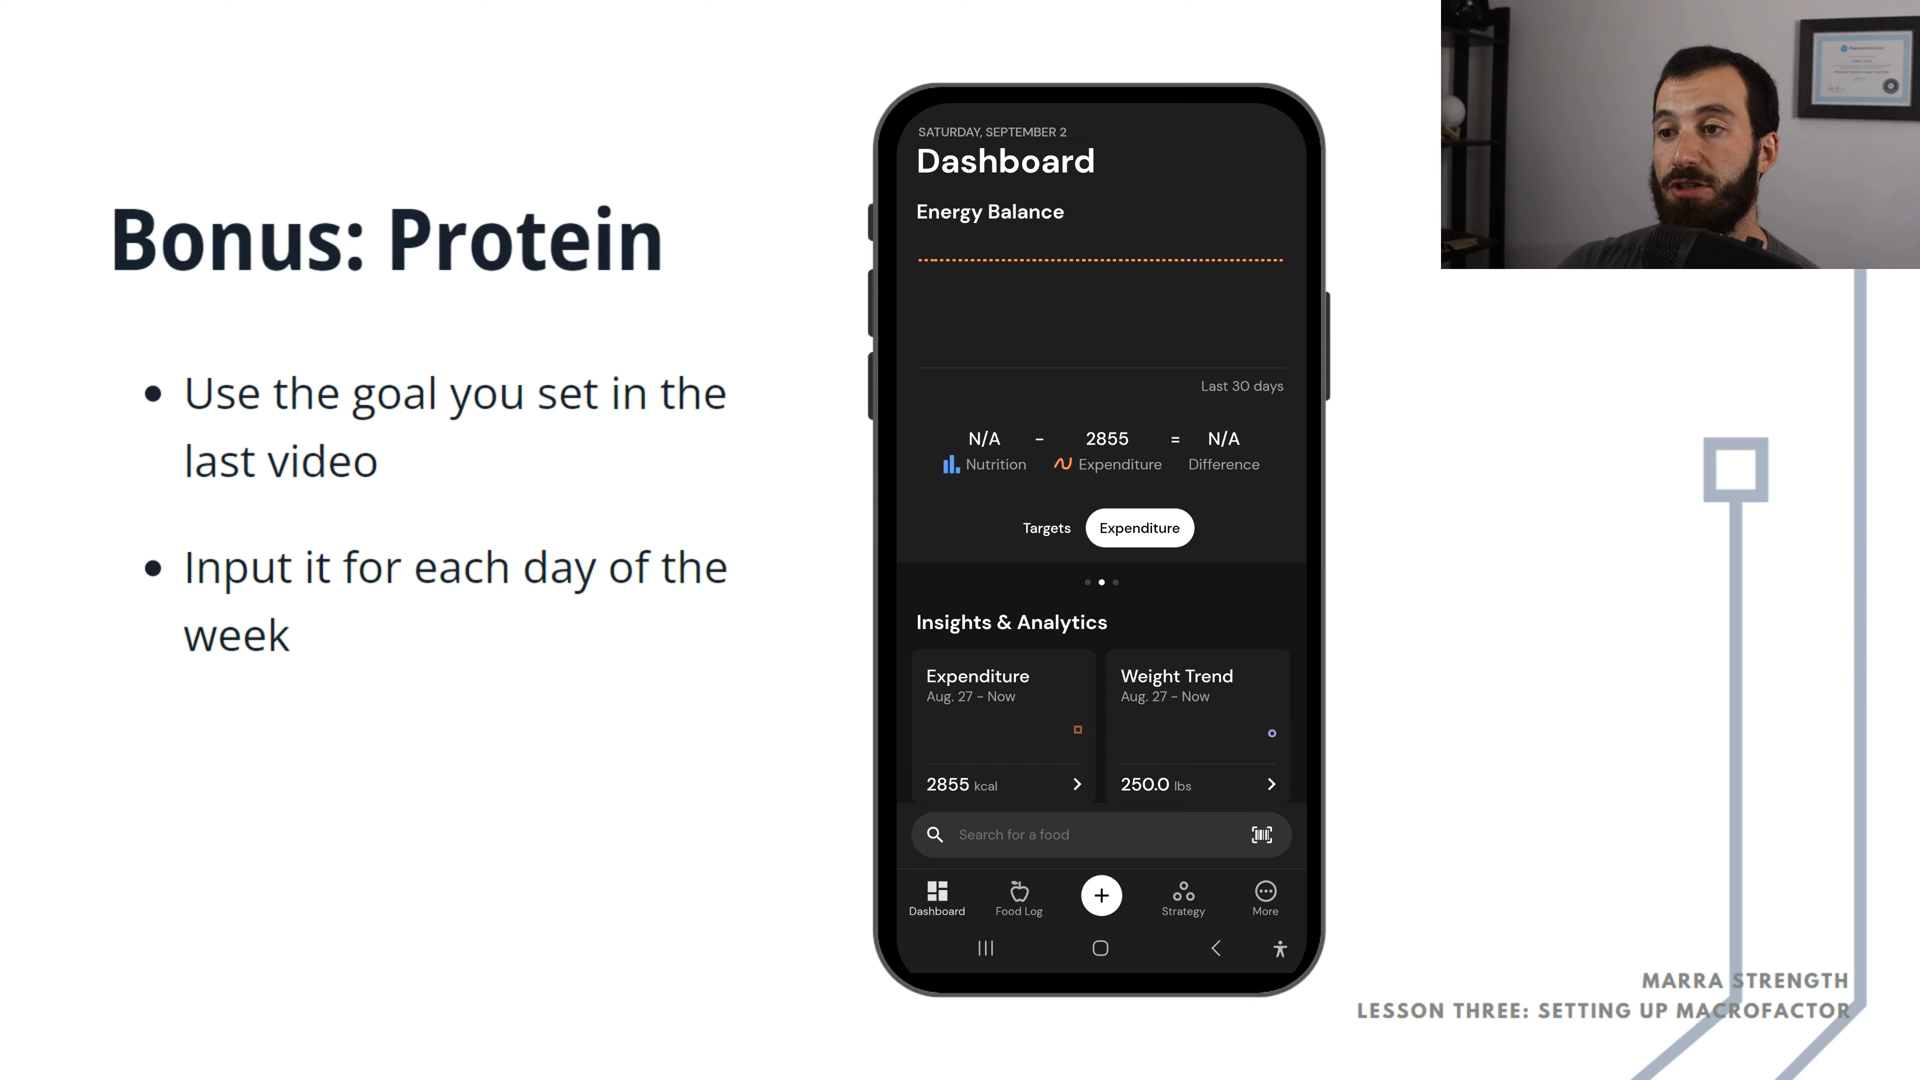 Bonus: Protein
Use the goal you set in the
last video
Input it for each day of the
week
SATURDAY, SEPTEMBER 2
Dashboard
Energy Balance
Last 30 days
N/A - 2855 = N/A
Nutrition Expenditure Difference
Targets Expenditure
Insights & Analytics
Expenditure
Aug. 27 - Now
2855 kcal
Weight Trend
Aug. 27 - Now
250.0 lbs
Search for a food
Dashboard Food Log Strategy More
MARRA STRENGTH
LESSON THREE: SETTING UP MACROFACTOR